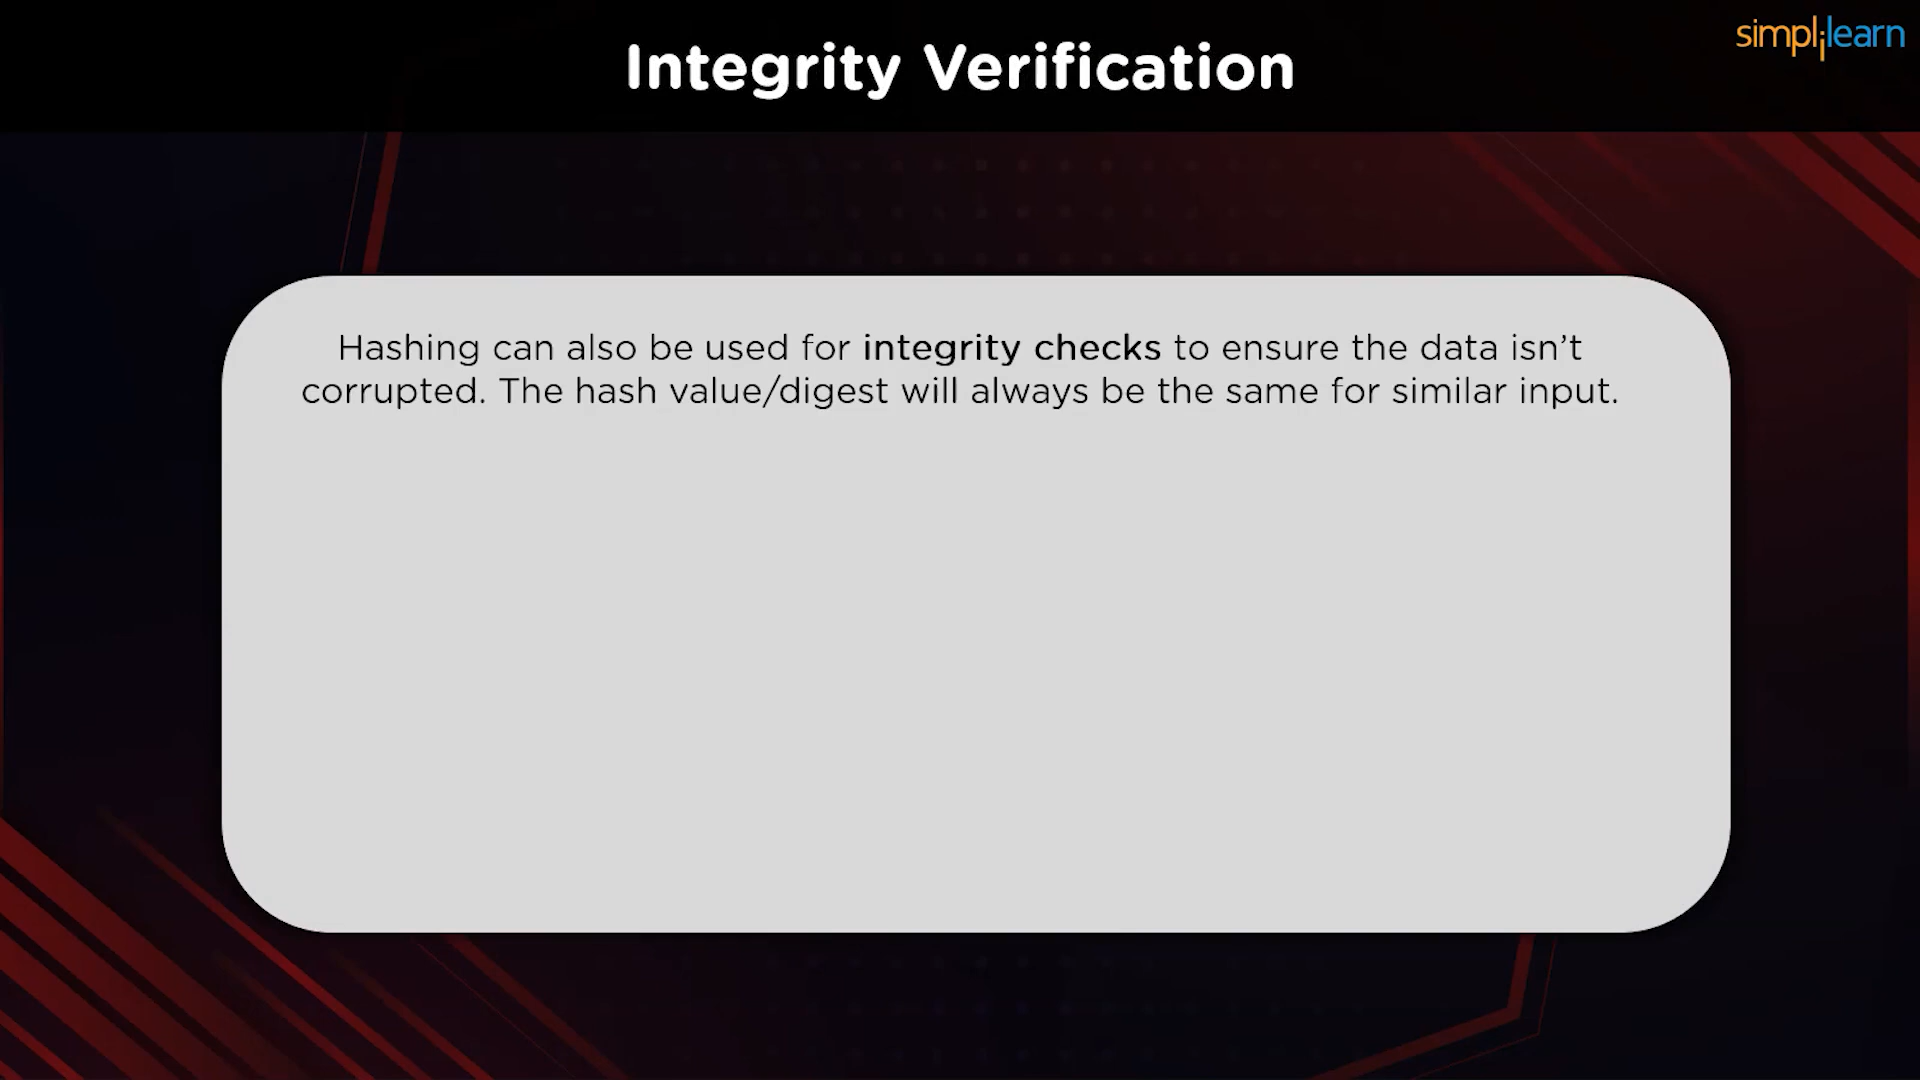 simplilearn
Integrity Verification
Hashing can also be used for integrity checks to ensure the data isn’t
corrupted. The hash value/digest will always be the same for similar input.